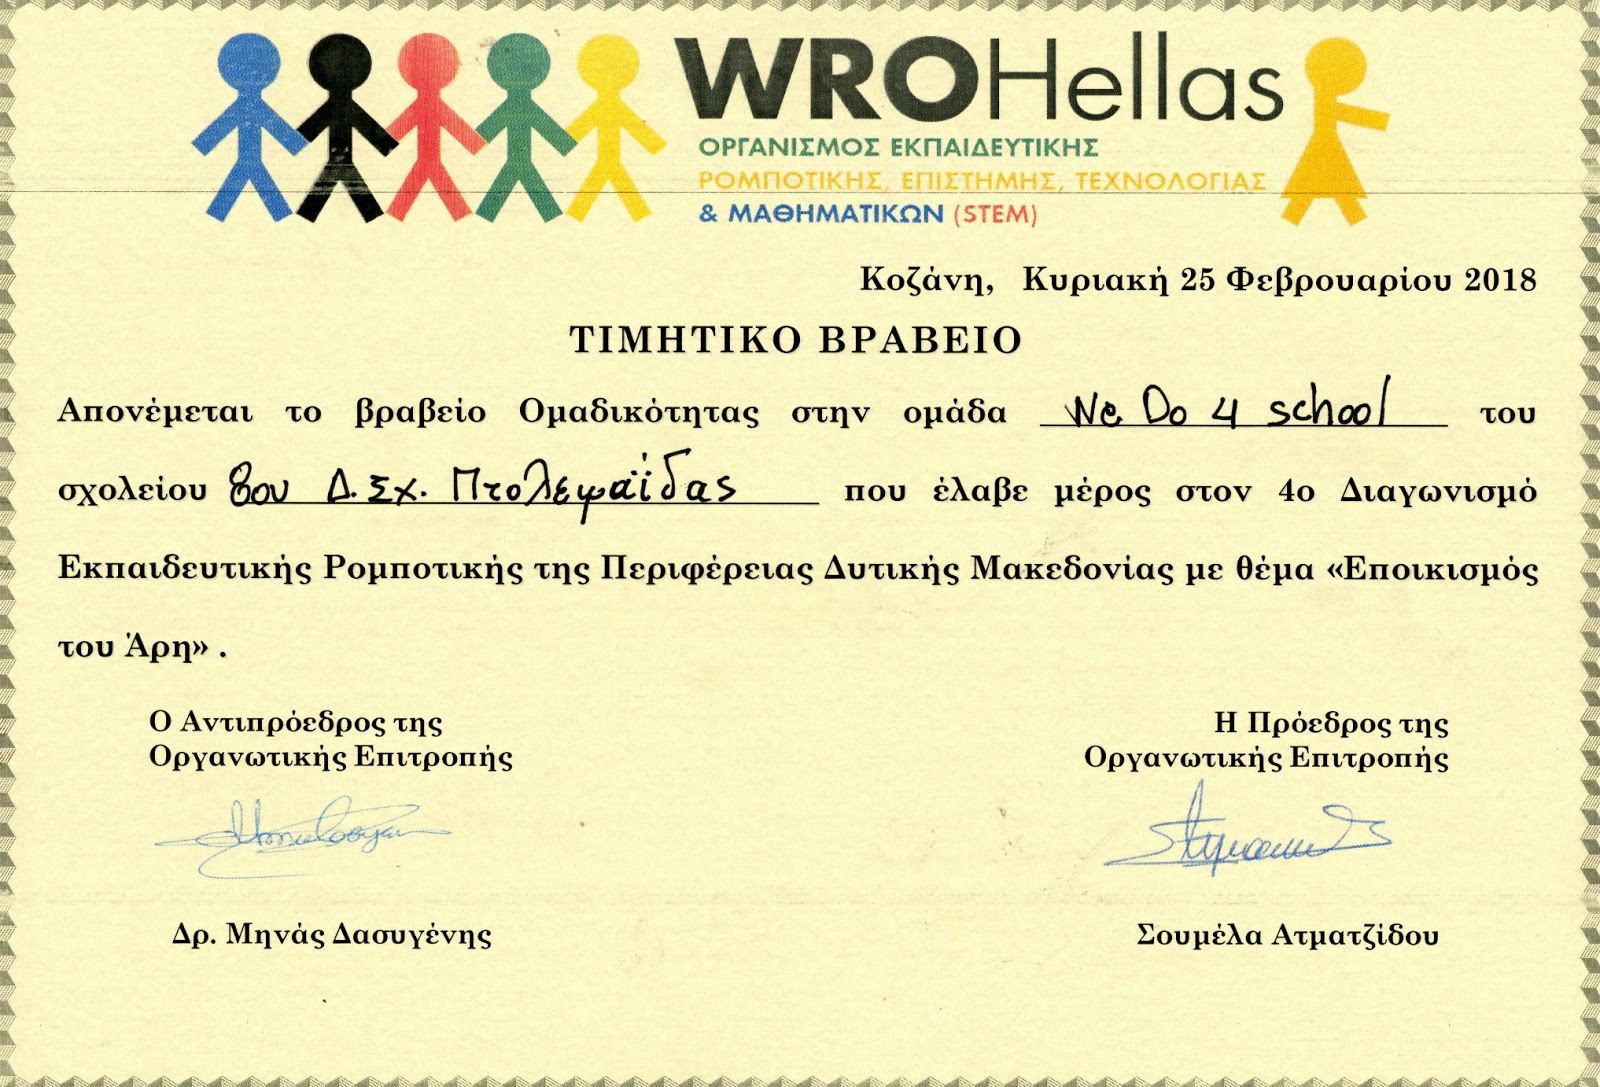 WROHellas
ΟΡΓΑΝΙΣΜΟΣ ΕΚΠΑΙΔΕΥΤΙΚΗΣ
ΡΟΜΠΟΤΙΚΗΣ, ΕΠΙΣΤΗΜΗΣ, ΤΕΧΝΟΛΟΓΙΑΣ
& ΜΑΘΗΜΑΤΙΚΩΝ (STEM)
Κοζάνη, Κυριακή 25 Φεβρουαρίου 2018
ΤΙΜΗΤΙΚΟ ΒΡΑΒΕΙΟ
Απονέμεται το βραβείο Ομαδικότητας στην ομάδα We Do 4 school του
σχολείου 8ου Δ.Σχ. Πτολεμαΐδας που έλαβε μέρος στον 4ο Διαγωνισμό
Εκπαιδευτικής Ρομποτικής της Περιφέρειας Δυτικής Μακεδονίας με θέμα «Εποικισμός
του Άρη» .
Ο Αντιπρόεδρος της
Οργανωτικής Επιτροπής
Η Πρόεδρος της
Οργανωτικής Επιτροπής
Δρ. Μηνάς Δασυγένης
Σουμέλα Ατματζίδου